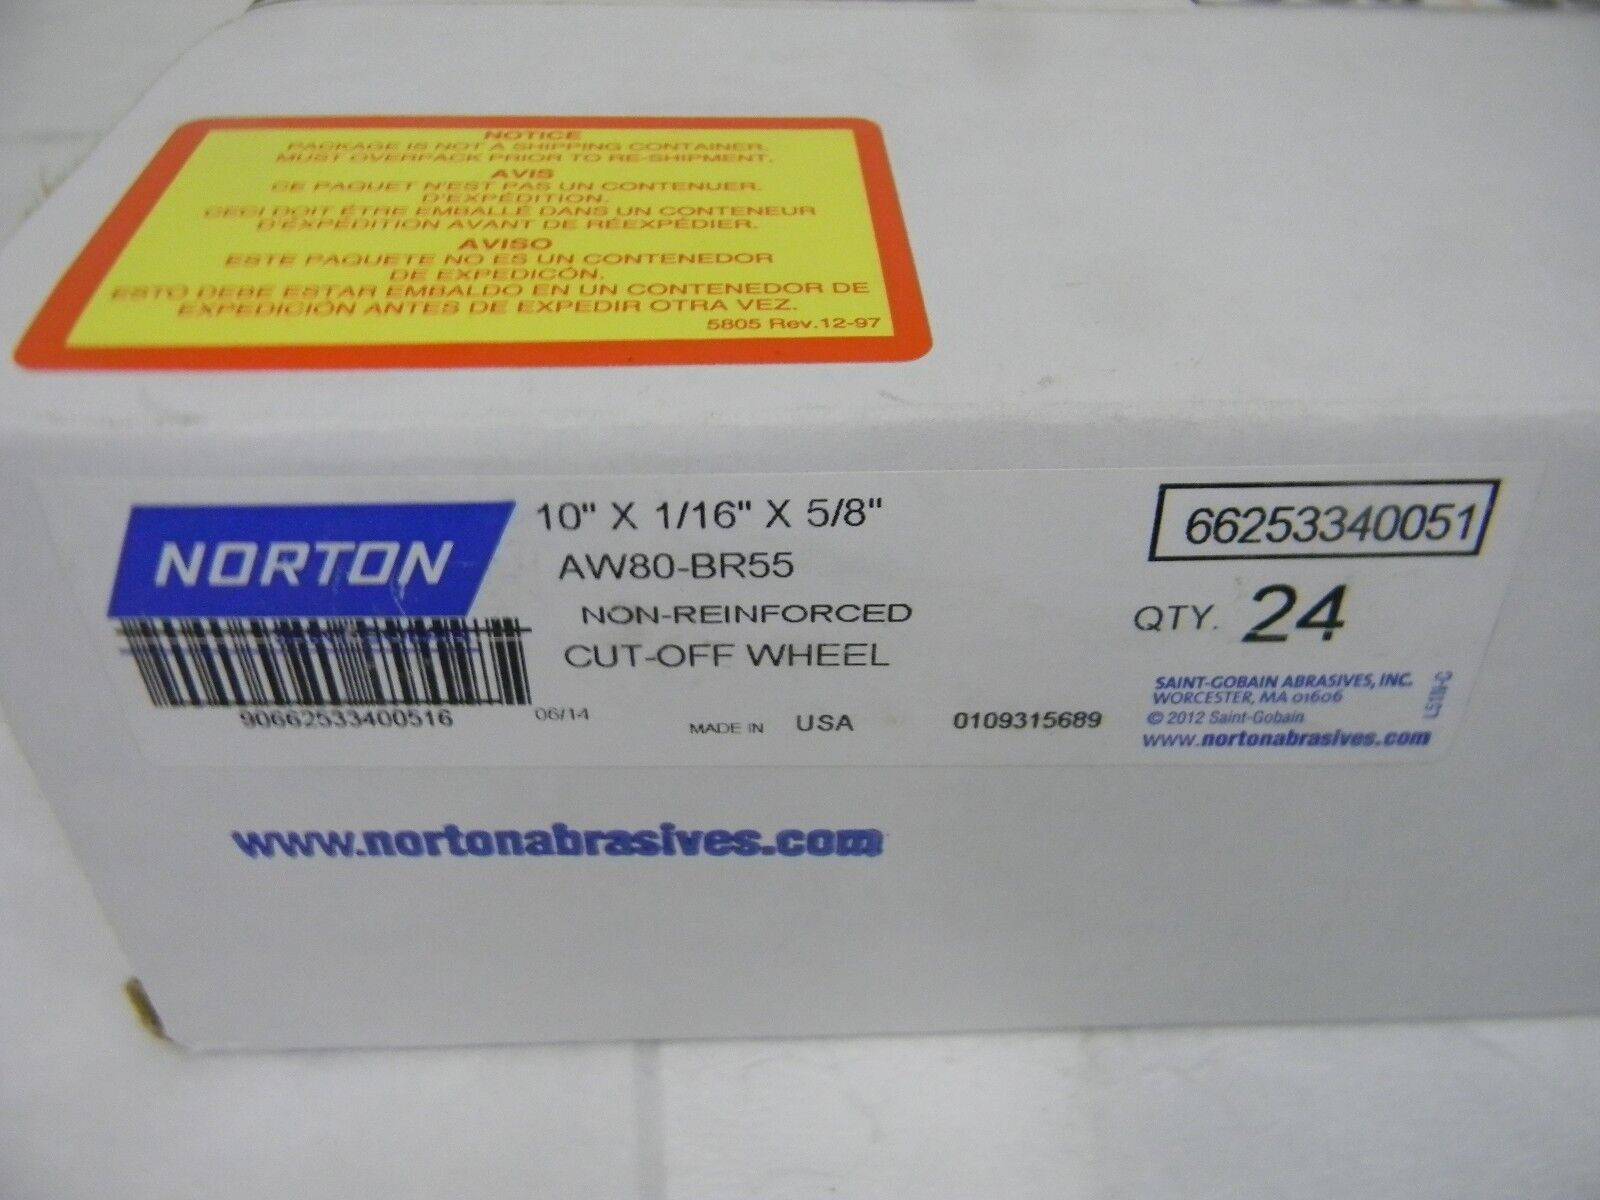 NOTICE
PACKAGE IS NOT A SHIPPING CONTAINER.
MUST OVERPACK PRIOR TO RE-SHIPMENT.
AVIS
CE PAQUET N'EST PAS UN CONTENUER.
D'EXPÉDITION.
CECI DOIT ÊTRE EMBALLÉ DANS UN CONTENEUR
D'EXPÉDITION AVANT DE RÉEXPÉDIER.
AVISO
ESTE PAQUETE NO ES UN CONTENEDOR
DE EXPEDICÓN.
ESTO DEBE ESTAR EMBALDO EN UN CONTENEDOR DE
EXPEDICIÓN ANTES DE EXPEDIR OTRA VEZ.
5805 Rev.12-97
NORTON
10" X 1/16" X 5/8"
AW80-BR55
NON-REINFORCED
CUT-OFF WHEEL
90662533400516
06/14
MADE IN USA
0109315689
66253340051
QTY. 24
SAINT-GOBAIN ABRASIVES, INC.
WORCESTER, MA 01606
© 2012 Saint-Gobain
www.nortonabrasives.com
www.nortonabrasives.com